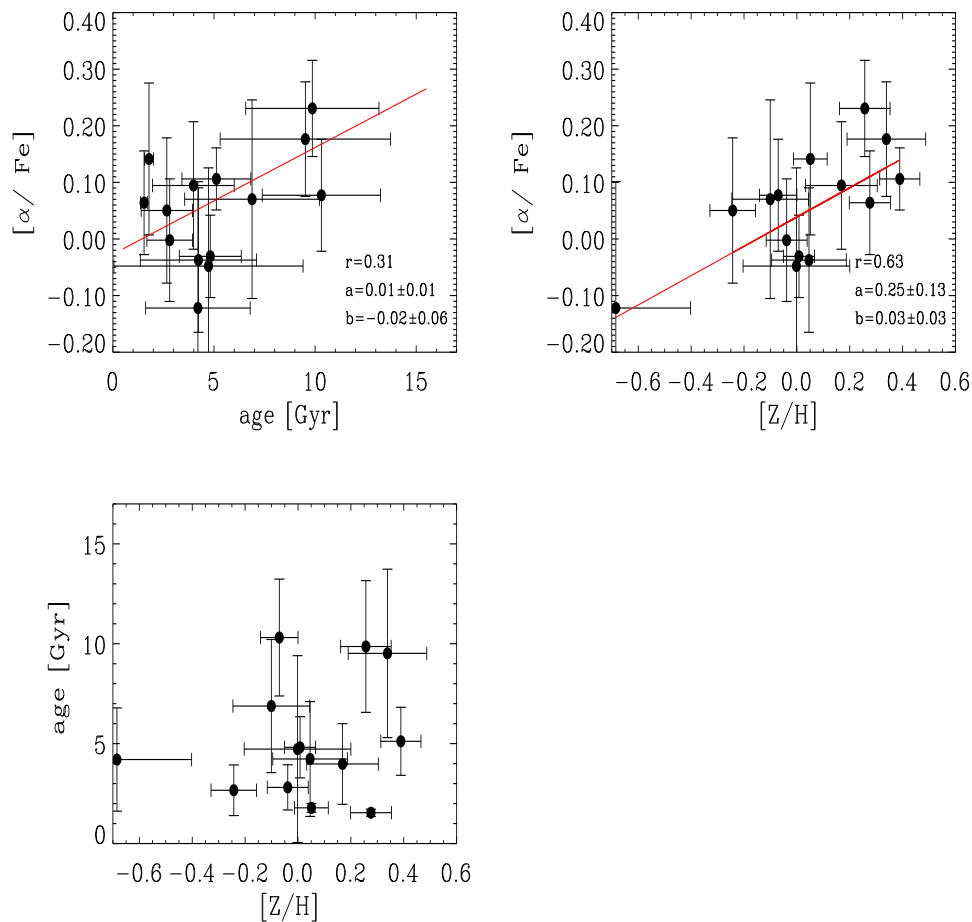 0.40
0.30
0.20
0.10
0.00
−0.10
−0.20
[α/ Fe]
r=0.31
a=0.01±0.01
b=−0.02±0.06
0 5 10 15
age [Gyr]
0.40
0.30
0.20
0.10
0.00
−0.10
−0.20
[α/ Fe]
r=0.63
a=0.25±0.13
b=0.03±0.03
−0.6 −0.4 −0.2 0.0 0.2 0.4 0.6
[Z/H]
15
10
5
0
age [Gyr]
−0.6 −0.4 −0.2 0.0 0.2 0.4 0.6
[Z/H]